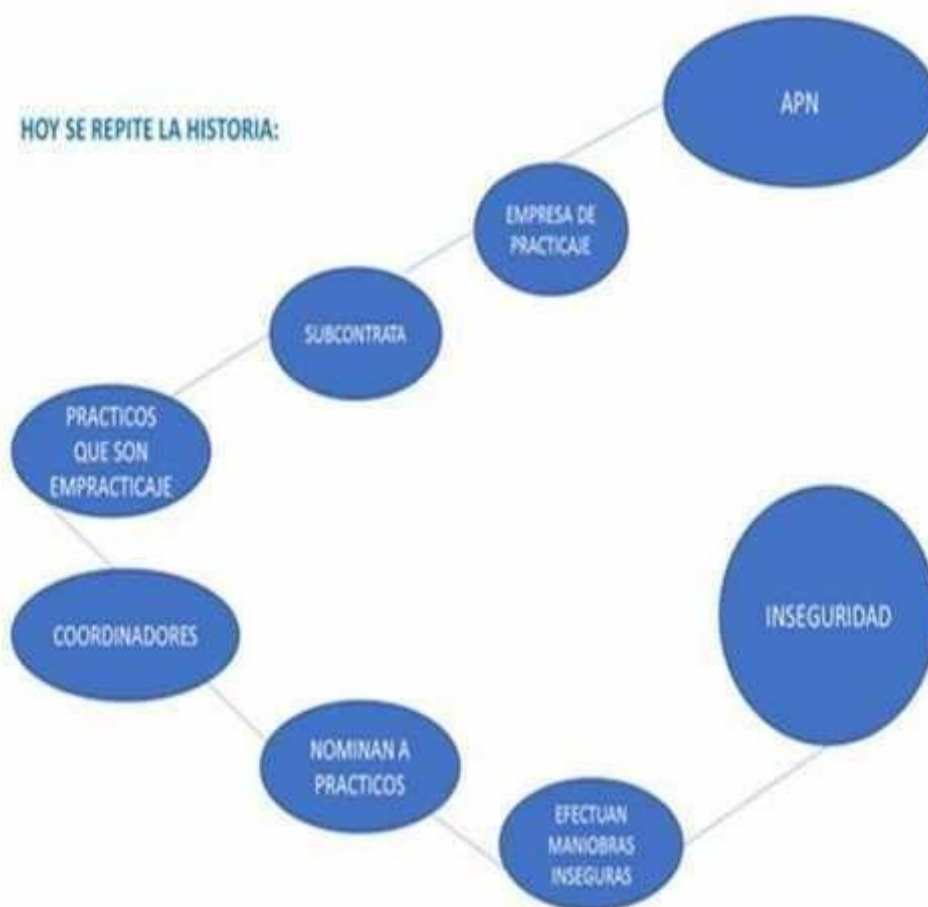 HOY SE REPITE LA HISTORIA:
APN
EMPRESA DE
PRACTICAJE
SUBCONTRATA
PRACTICOS
QUE SON
EMPRACTICAJE
COORDINADORES
NOMINAN A
PRACTICOS
EFECTUAN
MANIOBRAS
INSEGURAS
INSEGURIDAD